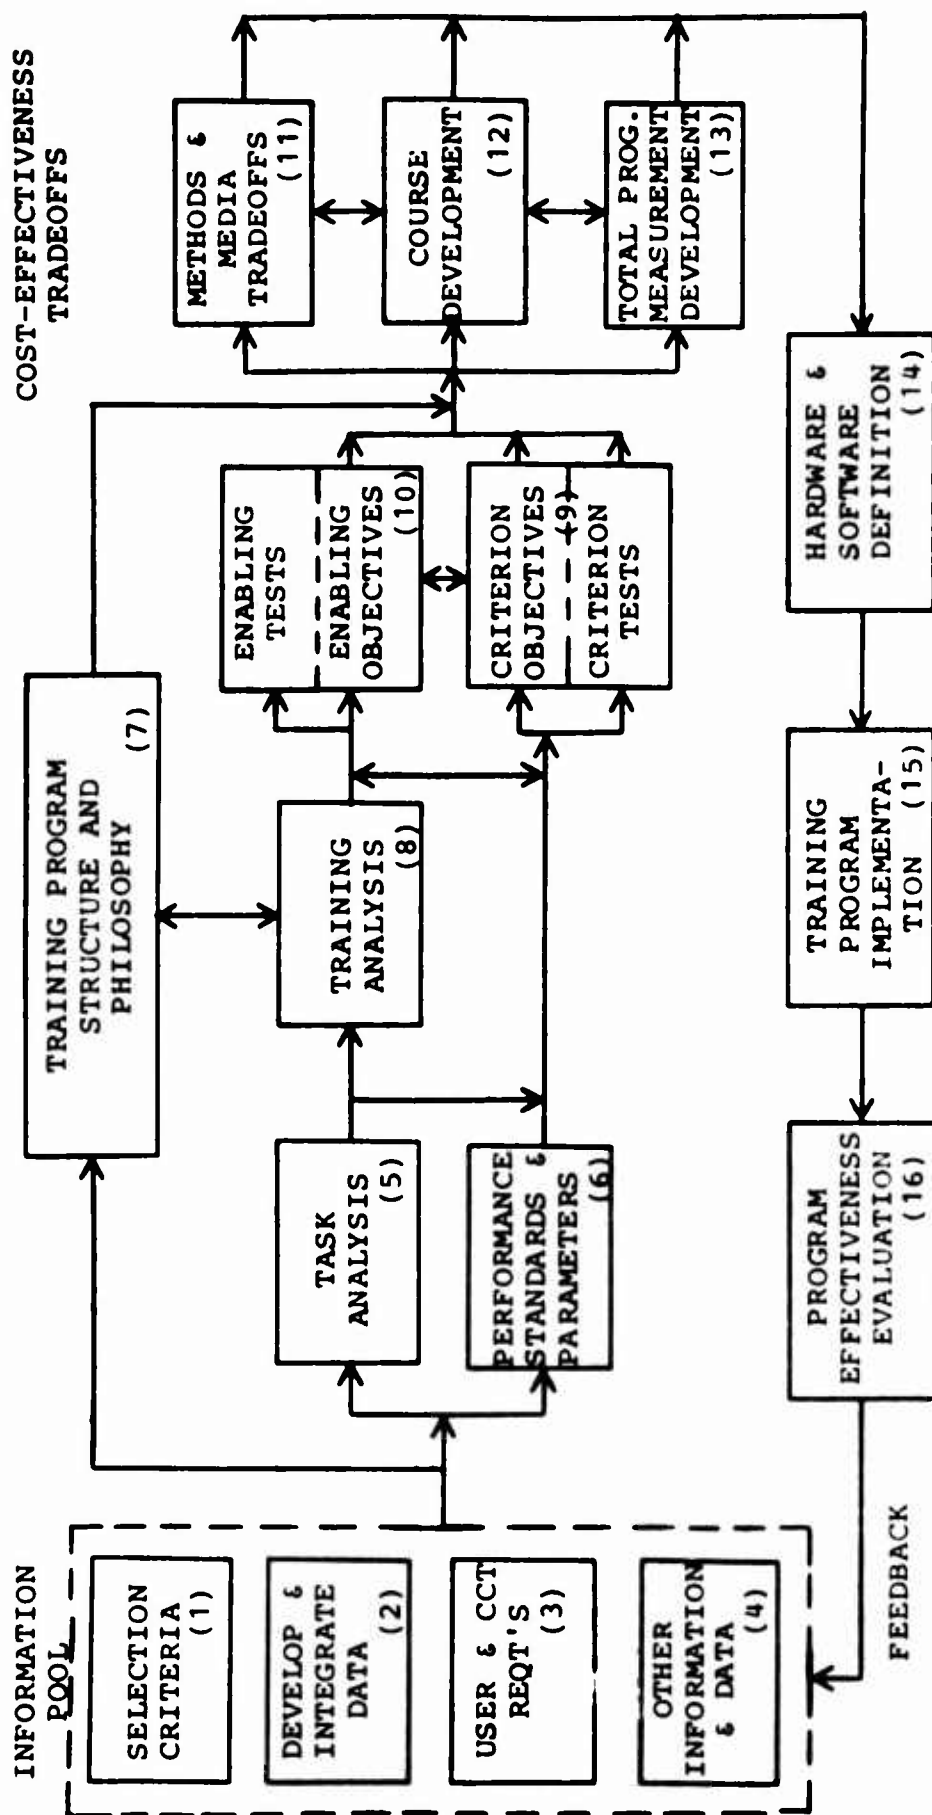 INFORMATION
POOL
SELECTION
CRITERIA
(1)
DEVELOP &
INTEGRATE
DATA
(2)
USER & CCT
REQT'S
(3)
OTHER
INFORMATION
& DATA
(4)
TASK
ANALYSIS
(5)
PERFORMANCE
STANDARDS &
PARAMETERS
(6)
TRAINING PROGRAM
STRUCTURE AND
PHILOSOPHY
(7)
TRAINING
ANALYSIS
(8)
ENABLING
TESTS
ENABLING
OBJECTIVES
(10)
CRITERION
OBJECTIVES
(9)
CRITERION
TESTS
COST-EFFECTIVENESS
TRADEOFFS
METHODS &
MEDIA
TRADEOFFS
(11)
COURSE
DEVELOPMENT
(12)
TOTAL PROG.
MEASUREMENT
DEVELOPMENT
(13)
HARDWARE &
SOFTWARE
DEFINITION
(14)
TRAINING
PROGRAM
IMPLEMENTA-
TION (15)
PROGRAM
EFFECTIVENESS
EVALUATION
(16)
FEEDBACK